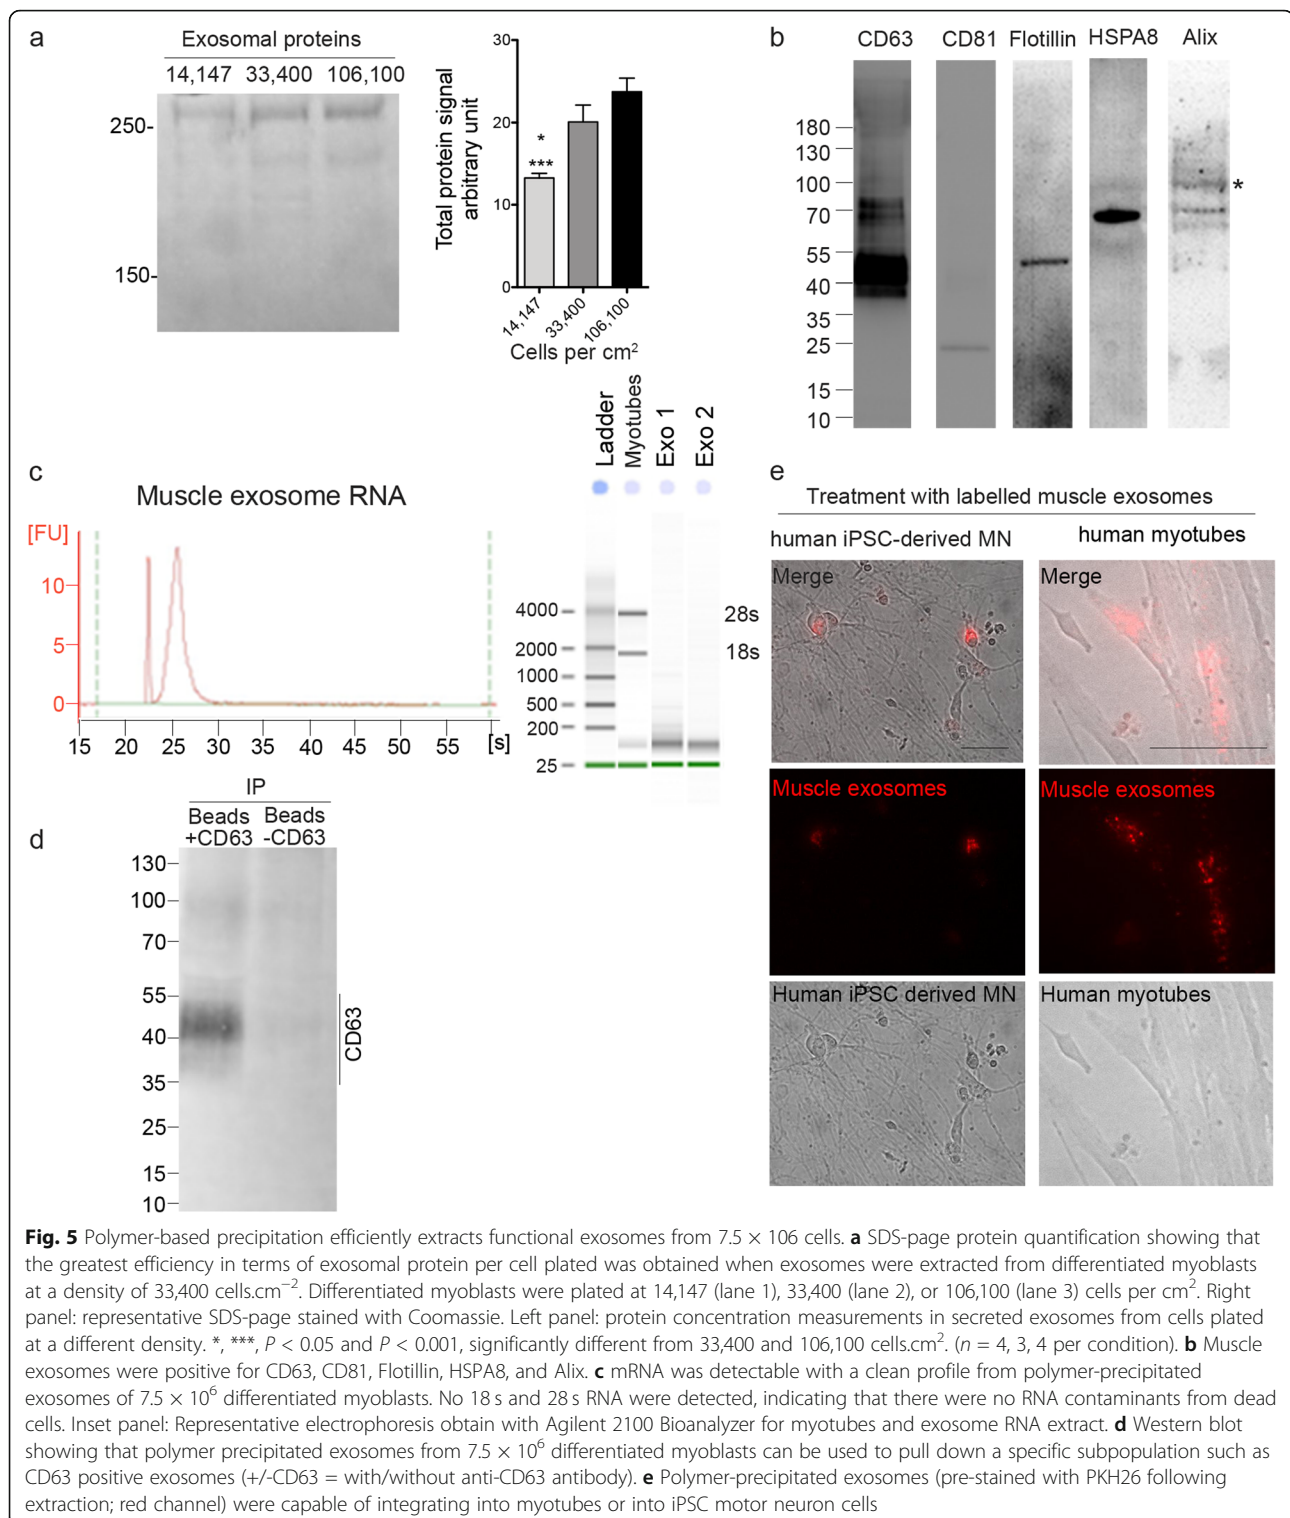 a
Exosomal proteins
14,147 33,400 106,100
250-
150-
30
20
10
0
Total protein signal
arbitrary unit
*
***
14,147
33,400
106,100
Cells per cm2
b
CD63 CD81 Flotillin HSPA8 Alix
180
130
100
70
55
40
35
25
15
10
*
c
Muscle exosome RNA
[FU]
10
5
0
15 20 25 30 35 40 45 50 55 [s]
Ladder
Myotubes
Exo 1
Exo 2
4000
2000
1000
500
200
25
28s
18s
d
IP
Beads Beads
+CD63 -CD63
130
100
70
55
40
35
25
15
10
CD63
e
Treatment with labelled muscle exosomes
human iPSC-derived MN human myotubes
Merge Merge
Muscle exosomes Muscle exosomes
Human iPSC derived MN Human myotubes
Fig. 5 Polymer-based precipitation efficiently extracts functional exosomes from 7.5 × 106 cells. a SDS-page protein quantification showing that
the greatest efficiency in terms of exosomal protein per cell plated was obtained when exosomes were extracted from differentiated myoblasts
at a density of 33,400 cells.cm−2. Differentiated myoblasts were plated at 14,147 (lane 1), 33,400 (lane 2), or 106,100 (lane 3) cells per cm2. Right
panel: representative SDS-page stained with Coomassie. Left panel: protein concentration measurements in secreted exosomes from cells plated
at a different density. *, ***, P < 0.05 and P < 0.001, significantly different from 33,400 and 106,100 cells.cm2. (n = 4, 3, 4 per condition). b Muscle
exosomes were positive for CD63, CD81, Flotillin, HSPA8, and Alix. c mRNA was detectable with a clean profile from polymer-precipitated
exosomes of 7.5 × 106 differentiated myoblasts. No 18 s and 28 s RNA were detected, indicating that there were no RNA contaminants from dead
cells. Inset panel: Representative electrophoresis obtain with Agilent 2100 Bioanalyzer for myotubes and exosome RNA extract. d Western blot
showing that polymer precipitated exosomes from 7.5 × 106 differentiated myoblasts can be used to pull down a specific subpopulation such as
CD63 positive exosomes (+/-CD63 = with/without anti-CD63 antibody). e Polymer-precipitated exosomes (pre-stained with PKH26 following
extraction; red channel) were capable of integrating into myotubes or into iPSC motor neuron cells